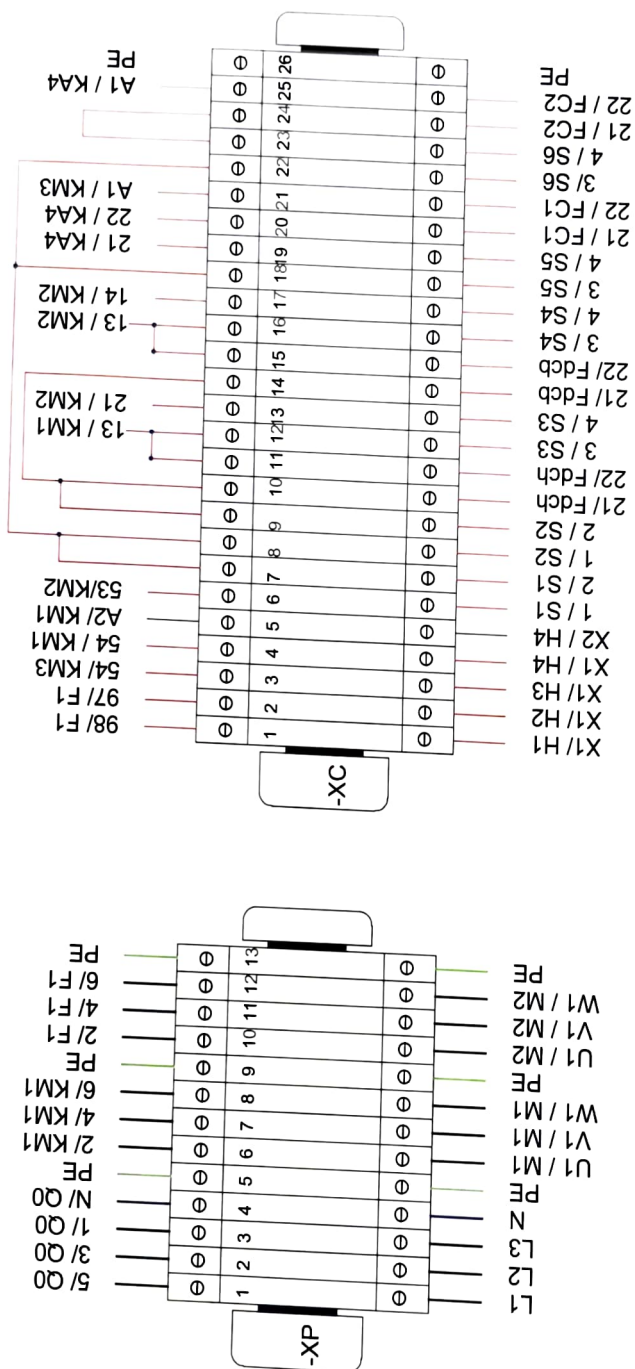 PE 26 PE
A1 / KA4 25 22 / FC2
24 21 / FC2
23 4 / S6
22 3/ S6
A1 / KM3 21 22 / FC1
22 / KA4 20 21 / FC1
21 / KA4 19 4 / S5
18 3 / S5
14 / KM2 17 4 / S4
13 / KM2 16 3 / S4
15 22/ Fdcb
14 21/ Fdcb
21 / KM2 13 4 / S3
13 / KM1 12 3 / S3
11 22/ Fdch
10 21/ Fdch
9 2 / S2
8 1 / S2
7 2 / S1
53/KM2 6 1 / S1
A2/ KM1 5 X2 / H4
54 / KM1 4 X1 / H4
54/ KM3 3 X1/ H3
97/ F1 2 X1/ H2
98/ F1 1 X1/ H1
-XC
PE 13 PE
6/ F1 12 W1 / M2
4/ F1 11 V1 / M2
2/ F1 10 U1 / M2
PE 9 PE
6/ KM1 8 W1 / M1
4/ KM1 7 V1 / M1
2/ KM1 6 U1 / M1
PE 5 PE
N/ Q0 4 N
1/ Q0 3 L3
3/ Q0 2 L2
5/ Q0 1 L1
-XP